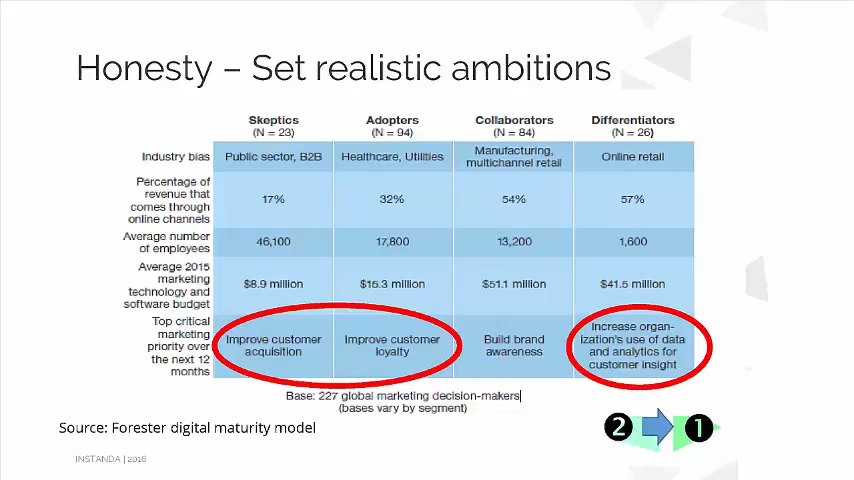 Honesty – Set realistic ambitions
Skeptics Adopters Collaborators Differentiators
(N = 23) (N = 94) (N = 84) (N = 26)
Industry bias
Public sector, B2B
Healthcare, Utilities
Manufacturing,
multichannel retail
Online retail
Percentage of
revenue that
comes through
online channels
17% 32% 54% 57%
Average number
of employees
46,100 17,800 13,200 1,600
Average 2015
marketing
technology and
software budget
$8.9 million $15.3 million $51.1 million $41.5 million
Top critical
marketing
priority over
the next 12
months
Improve customer
acquisition
Improve customer
loyalty
Build brand
awareness
Increase organ-
ization's use of data
and analytics for
customer insight
Base: 227 global marketing decision-makers
(bases vary by segment)
Source: Forester digital maturity model
2 1
INSTANDA | 2016